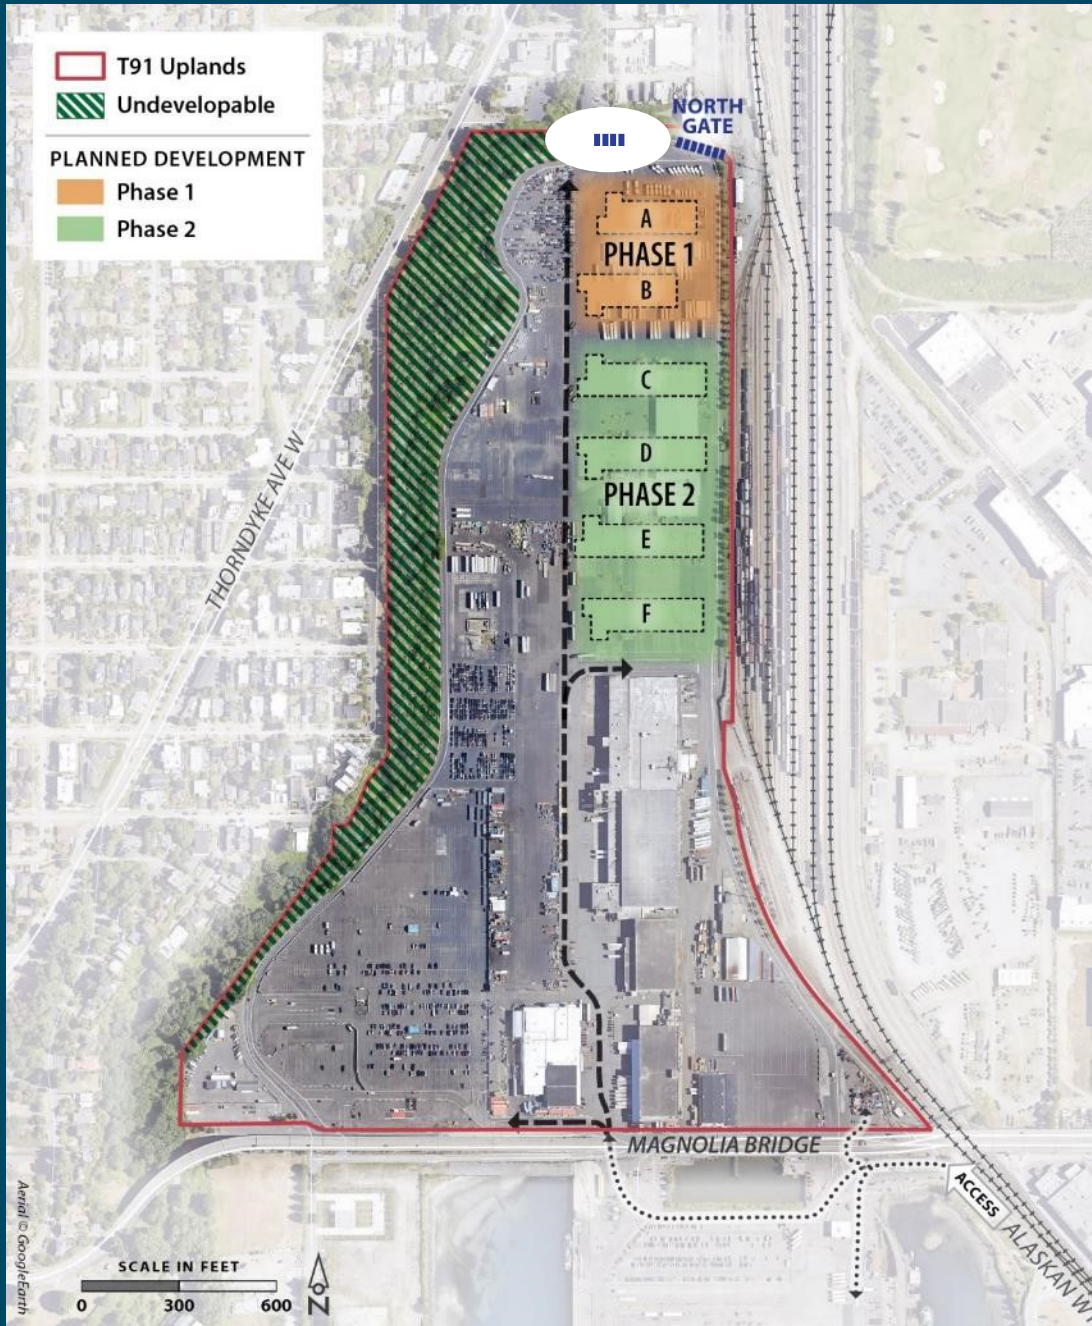 T91 Uplands
Undevelopable
PLANNED DEVELOPMENT
Phase 1
Phase 2
NORTH
GATE
A
PHASE 1
B
C
D
PHASE 2
E
F
THORNDYKE AVE W
MAGNOLIA BRIDGE
ACCESS
ALASKAN W
Aerial © GoogleEarth
SCALE IN FEET
0 300 600
N